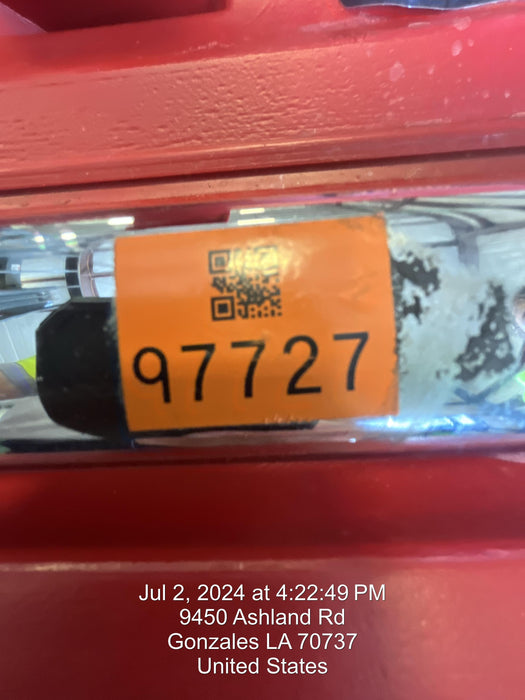 97727
Jul 2, 2024 at 4:22:49 PM
9450 Ashland Rd
Gonzales LA 70737
United States